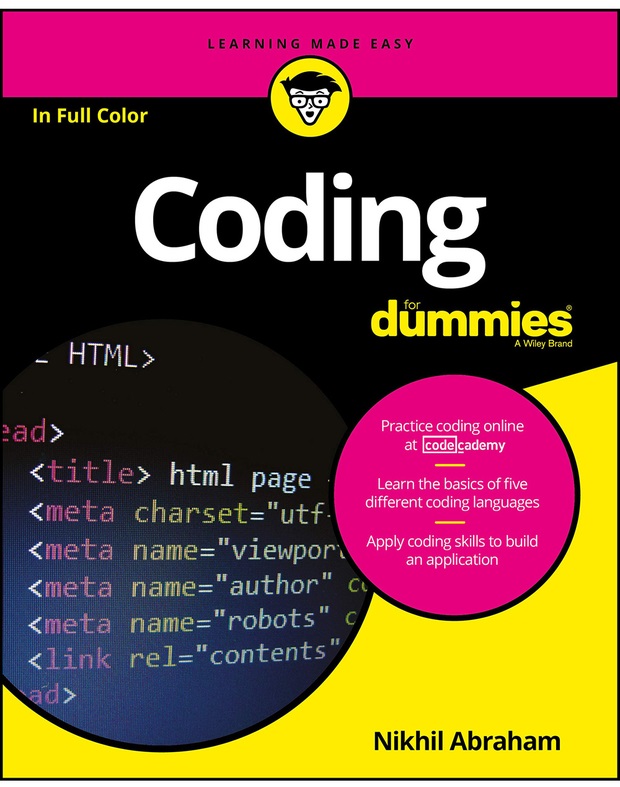 LEARNING MADE EASY
In Full Color
Coding
for
dummies®
A Wiley Brand
HTML>
ead>
<title> html page
<meta charset="utf-
<meta name="viewport
<meta name="author"
<meta name="robots"
<link rel="contents"
ead>
Practice coding online
at codecademy
Learn the basics of five
different coding languages
Apply coding skills to build
an application
Nikhil Abraham